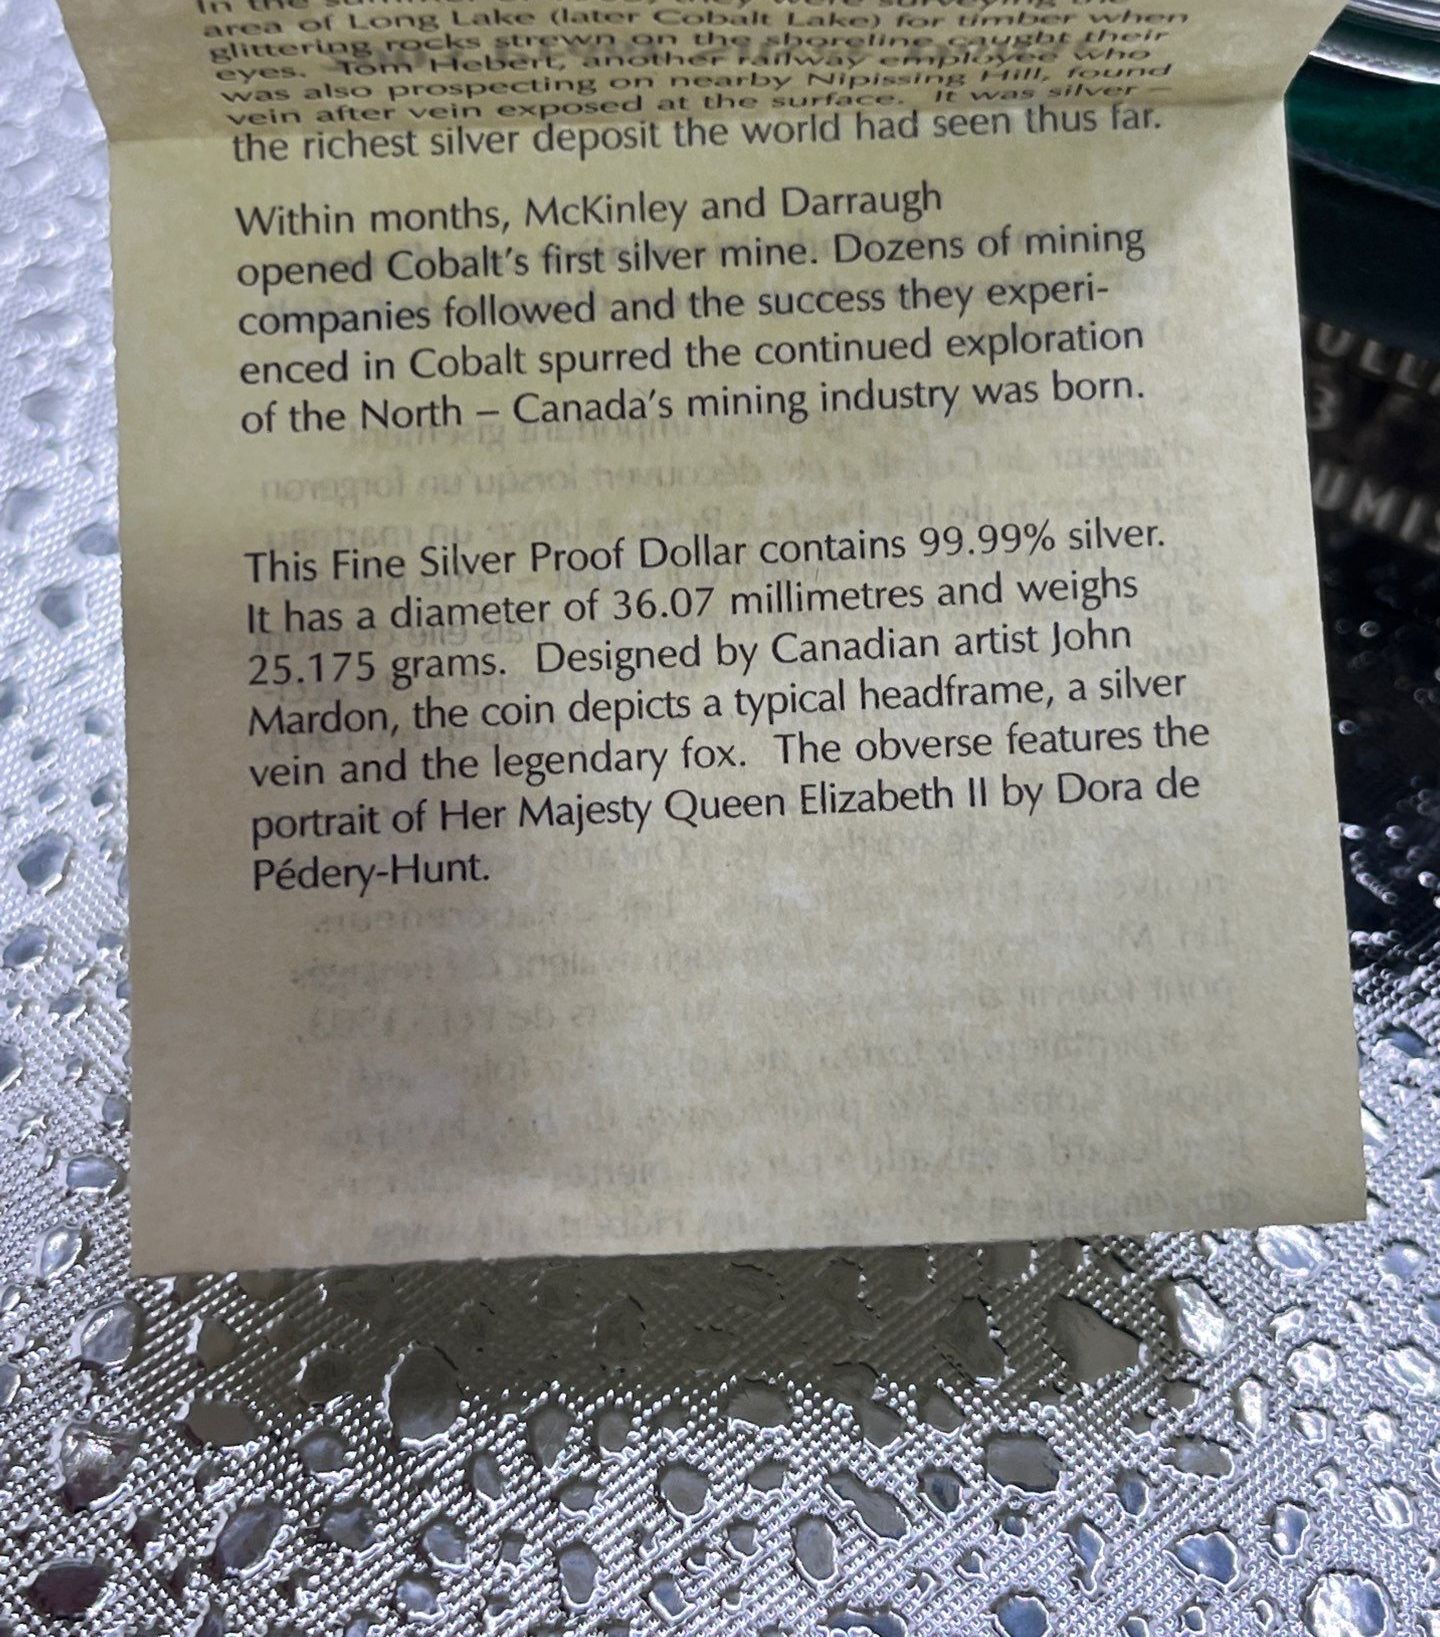 In the
area of Long Lake (later Cobalt Lake) for timber when
glittering rocks strewn on the shoreline caught their
eyes. Tom Hebert, another railway employee who
was also prospecting on nearby Nipissing Hill, found
vein after vein exposed at the surface. It was silver –
the richest silver deposit the world had seen thus far.
Within months, McKinley and Darraugh
opened Cobalt's first silver mine. Dozens of mining
companies followed and the success they experi-
enced in Cobalt spurred the continued exploration
of the North – Canada's mining industry was born.
This Fine Silver Proof Dollar contains 99.99% silver.
It has a diameter of 36.07 millimetres and weighs
25.175 grams. Designed by Canadian artist John
Mardon, the coin depicts a typical headframe, a silver
vein and the legendary fox. The obverse features the
portrait of Her Majesty Queen Elizabeth II by Dora de
Pédery-Hunt.